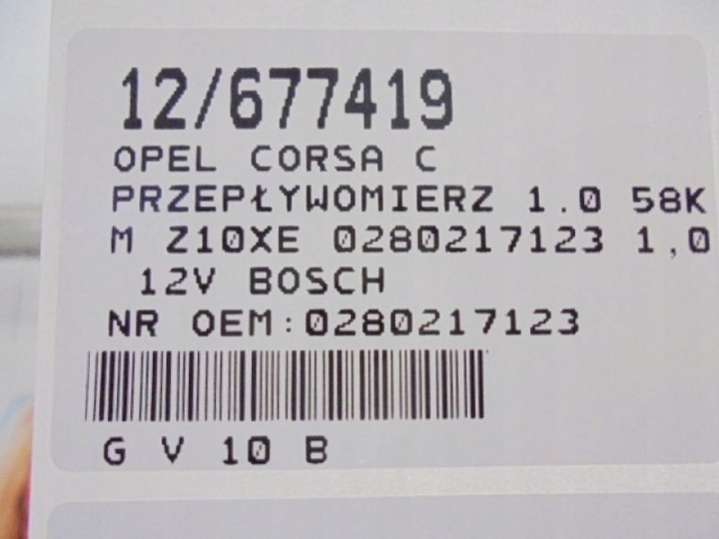 12/677419
OPEL CORSA C
PRZEPŁYWOMIERZ 1.0 58K
M Z10XE 0280217123 1,0
12V BOSCH
NR OEM:0280217123
G V 10 B